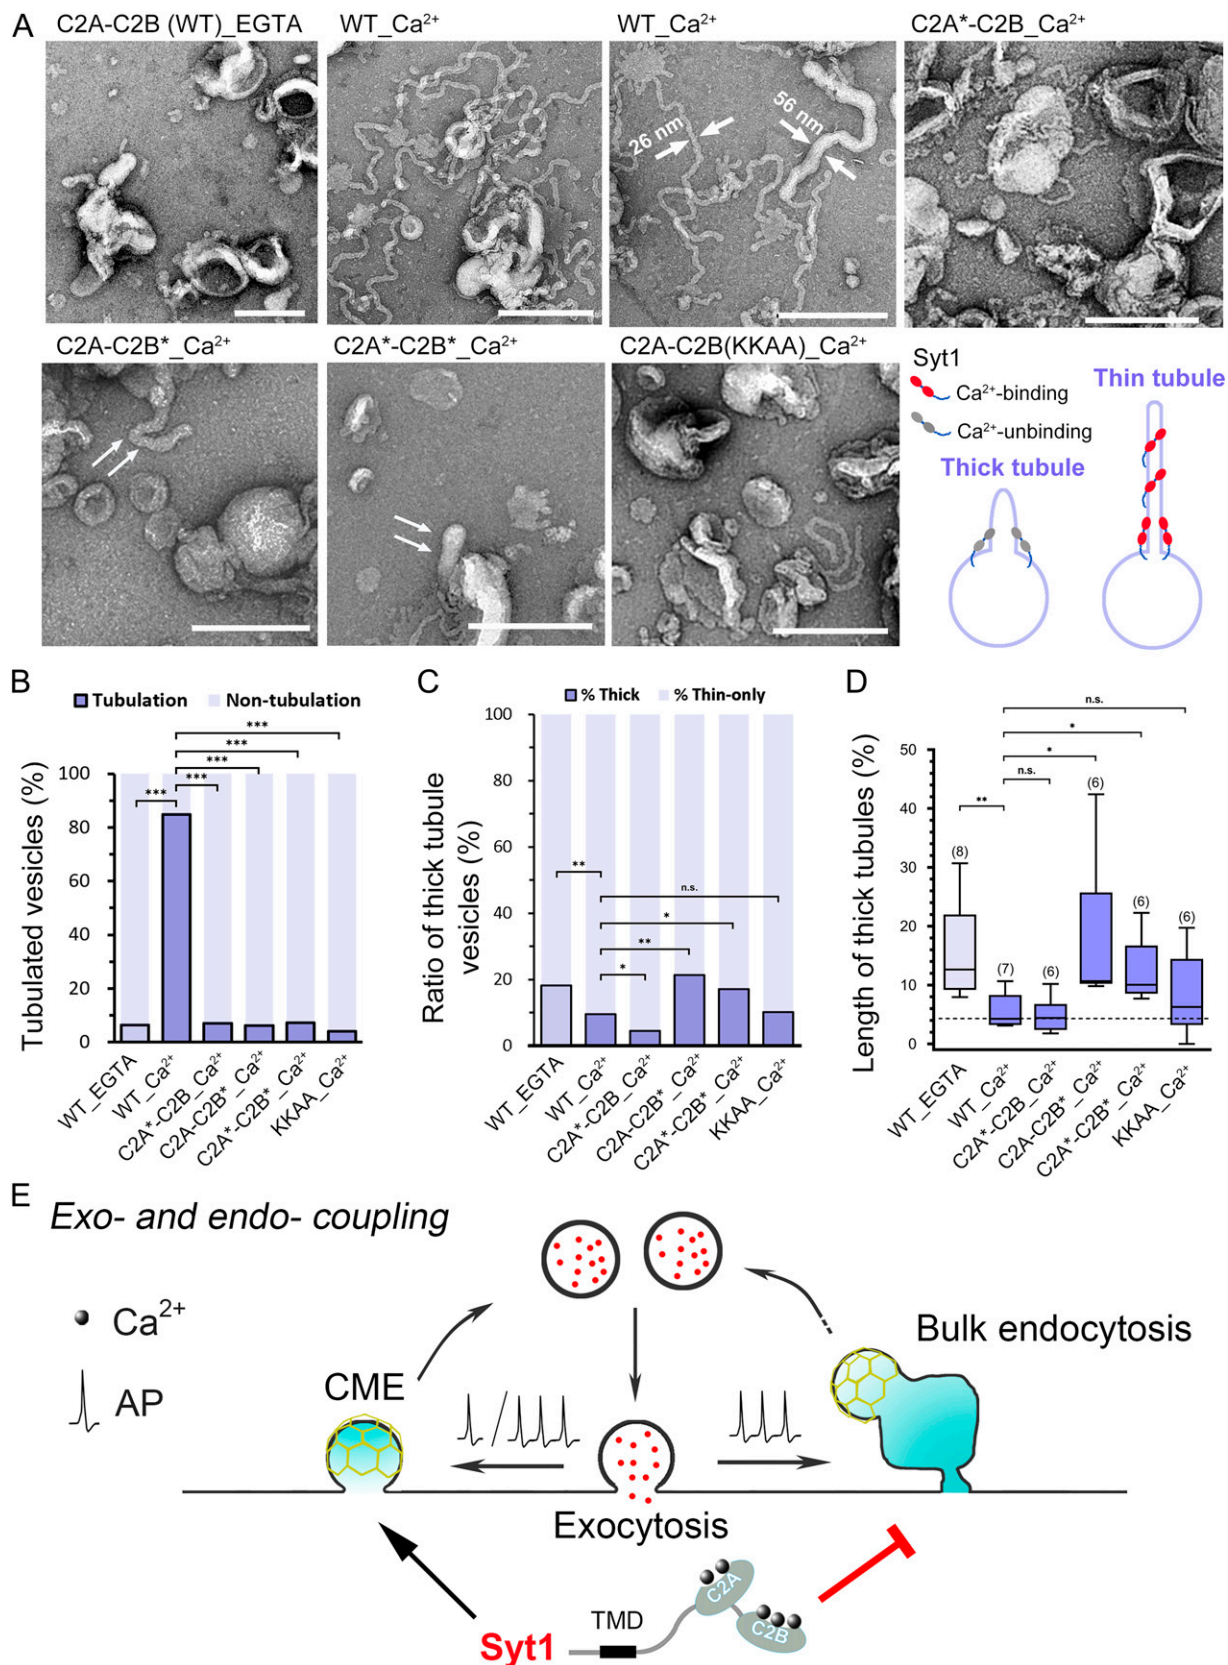 A
C2A-C2B (WT)_EGTA
WT_Ca²⁺
WT_Ca²⁺
C2A*-C2B_Ca²⁺
26 nm
56 nm
C2A-C2B*_Ca²⁺
C2A*-C2B*_Ca²⁺
C2A-C2B(KKAA)_Ca²⁺
Syt1
Ca²⁺-binding
Ca²⁺-unbinding
Thin tubule
Thick tubule
B
Tubulation
Non-tubulation
***
***
***
***
***
Tubulated vesicles (%)
100
80
60
40
20
0
WT_EGTA
WT_Ca²⁺
C2A*-C2B_Ca²⁺
C2A-C2B*_Ca²⁺
C2A*-C2B*_Ca²⁺
KKAA_Ca²⁺
C
% Thick
% Thin-only
Ratio of thick tubule
vesicles (%)
100
80
60
40
20
0
**
n.s.
*
**
*
WT_EGTA
WT_Ca²⁺
C2A*-C2B_Ca²⁺
C2A-C2B*_Ca²⁺
C2A*-C2B*_Ca²⁺
KKAA_Ca²⁺
D
n.s.
*
*
n.s.
**
Length of thick tubules (%)
50
40
30
20
10
0
(8)
(7)
(6)
(6)
(6)
(6)
WT_EGTA
WT_Ca²⁺
C2A*-C2B_Ca²⁺
C2A-C2B*_Ca²⁺
C2A*-C2B*_Ca²⁺
KKAA_Ca²⁺
E
Exo- and endo- coupling
Ca²⁺
AP
CME
Bulk endocytosis
Exocytosis
Syt1
TMD
C2A
C2B